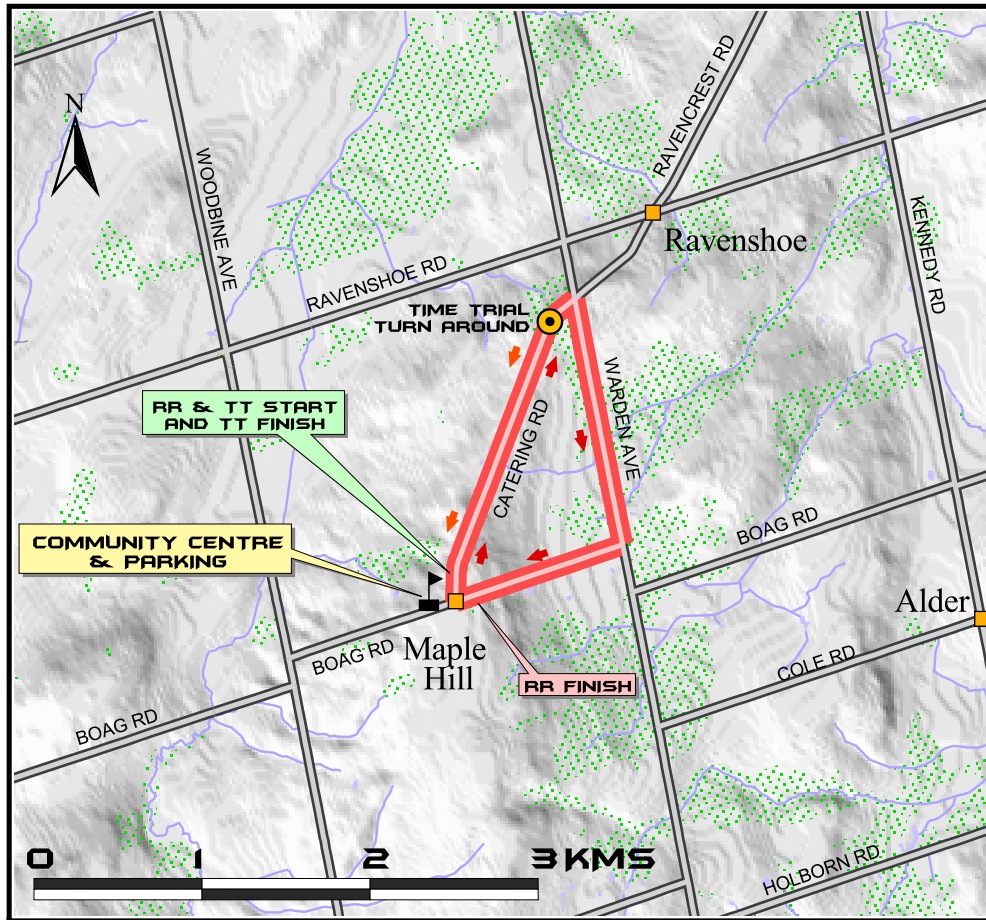 N
WOODBINE AVE
RAVENCREST RD
KENNEDY RD
Ravenshoe
RAVENSHOE RD
TIME TRIAL
TURN AROUND
WARDEN AVE
RR & TT START
AND TT FINISH
CATERING RD
BOAG RD
COMMUNITY CENTRE
& PARKING
Alder
Maple
Hill
BOAG RD
COLE RD
RR FINISH
BOAG RD
0 1 2 3 KMS
HOLBORN RD